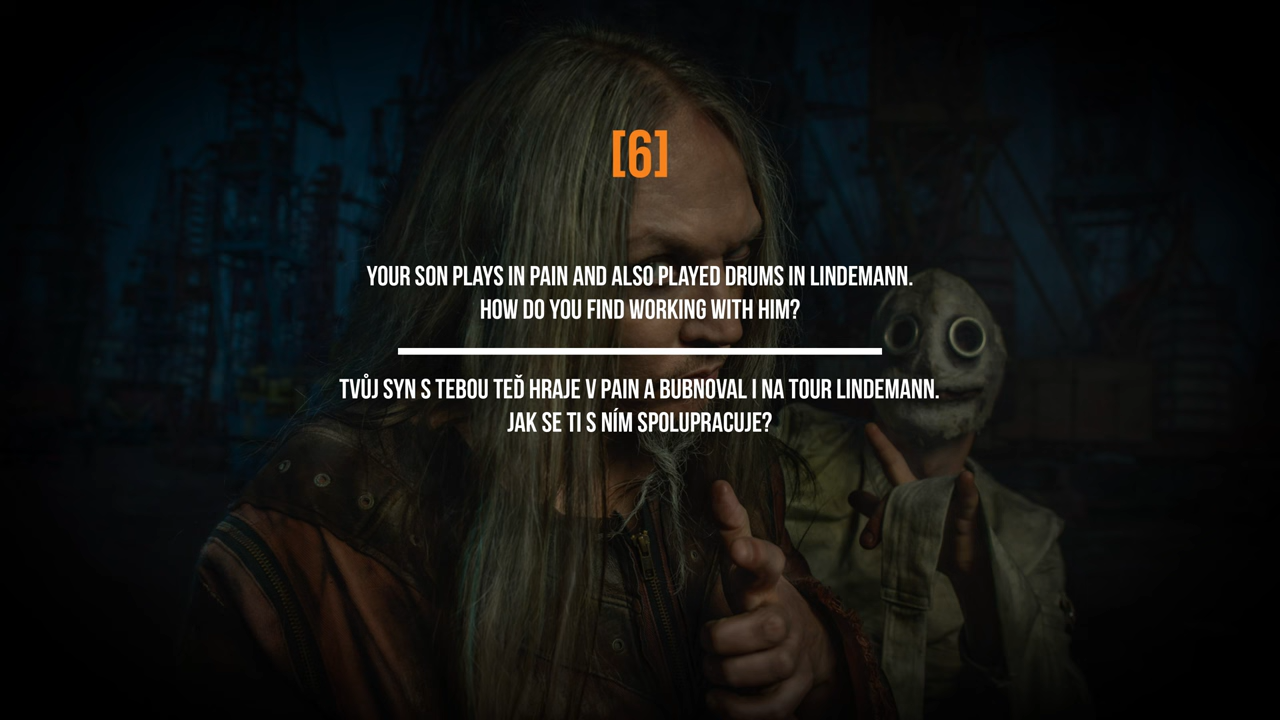 [6]
YOUR SON PLAYS IN PAIN AND ALSO PLAYED DRUMS IN LINDEMANN.
HOW DO YOU FIND WORKING WITH HIM?
TVŮJ SYN S TEBOU TEĎ HRAJE V PAIN A BUBNOVAL I NA TOUR LINDEMANN.
JAK SE TI S NÍM SPOLUPRACUJE?